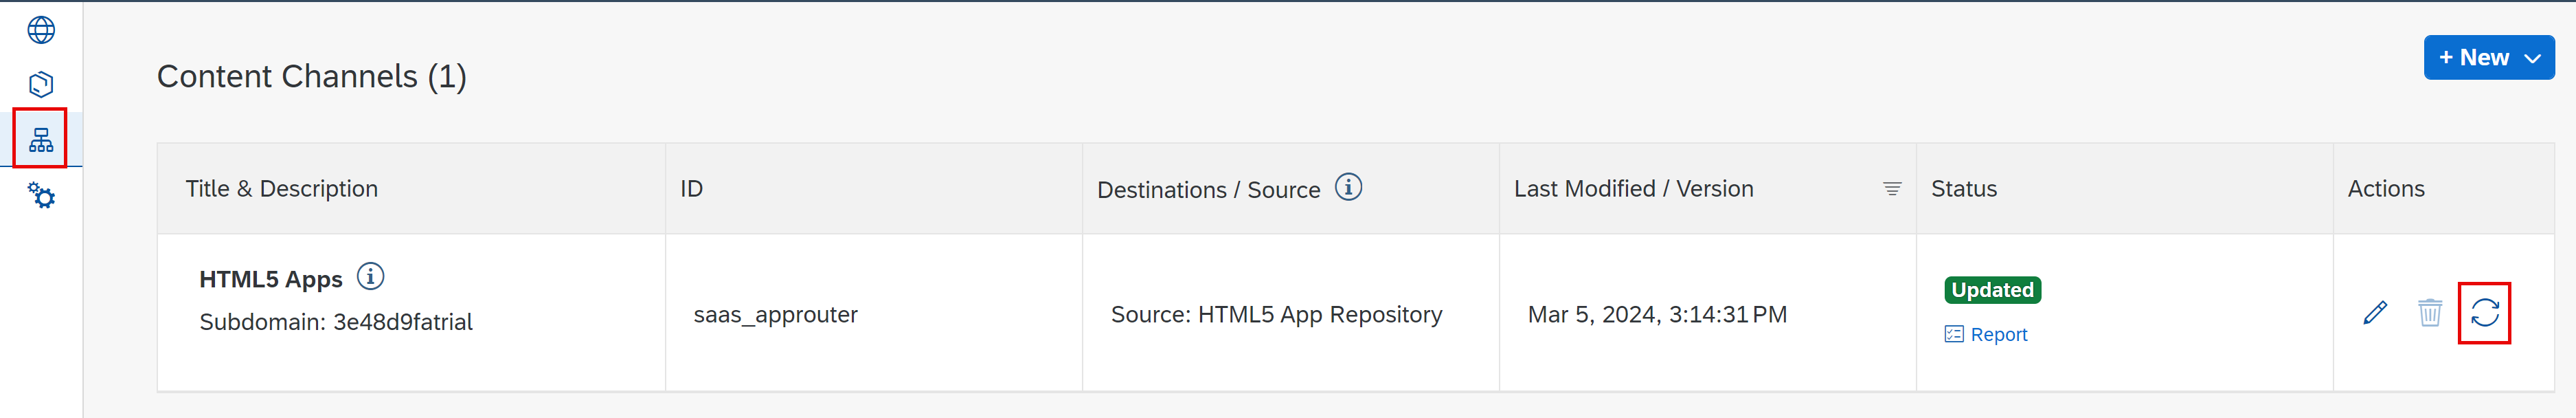 Content Channels (1)
+ New
Title & Description
ID
Destinations / Source
Last Modified / Version
Status
Actions
HTML5 Apps
Subdomain: 3e48d9fatrial
saas_approuter
Source: HTML5 App Repository
Mar 5, 2024, 3:14:31 PM
Updated
Report